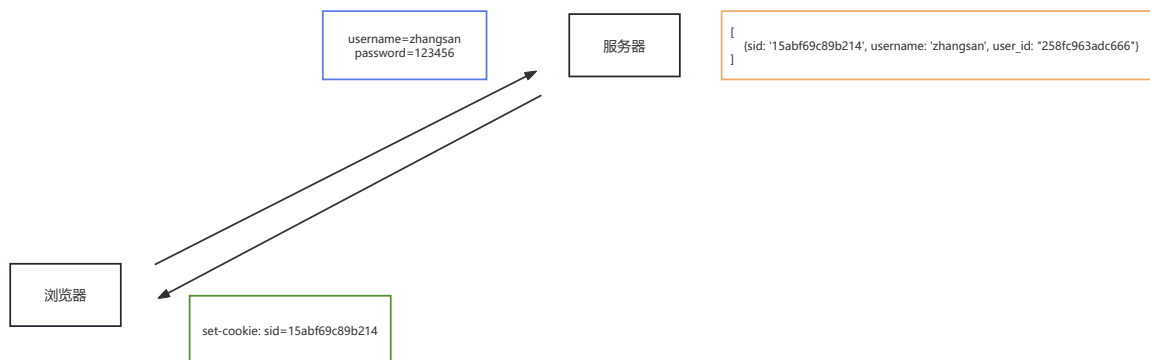 username=zhangsan
password=123456
服务器
[
{sid: '15abf69c89b214', username: 'zhangsan', user_id: "258fc963adc666"}
]
浏览器
set-cookie: sid=15abf69c89b214